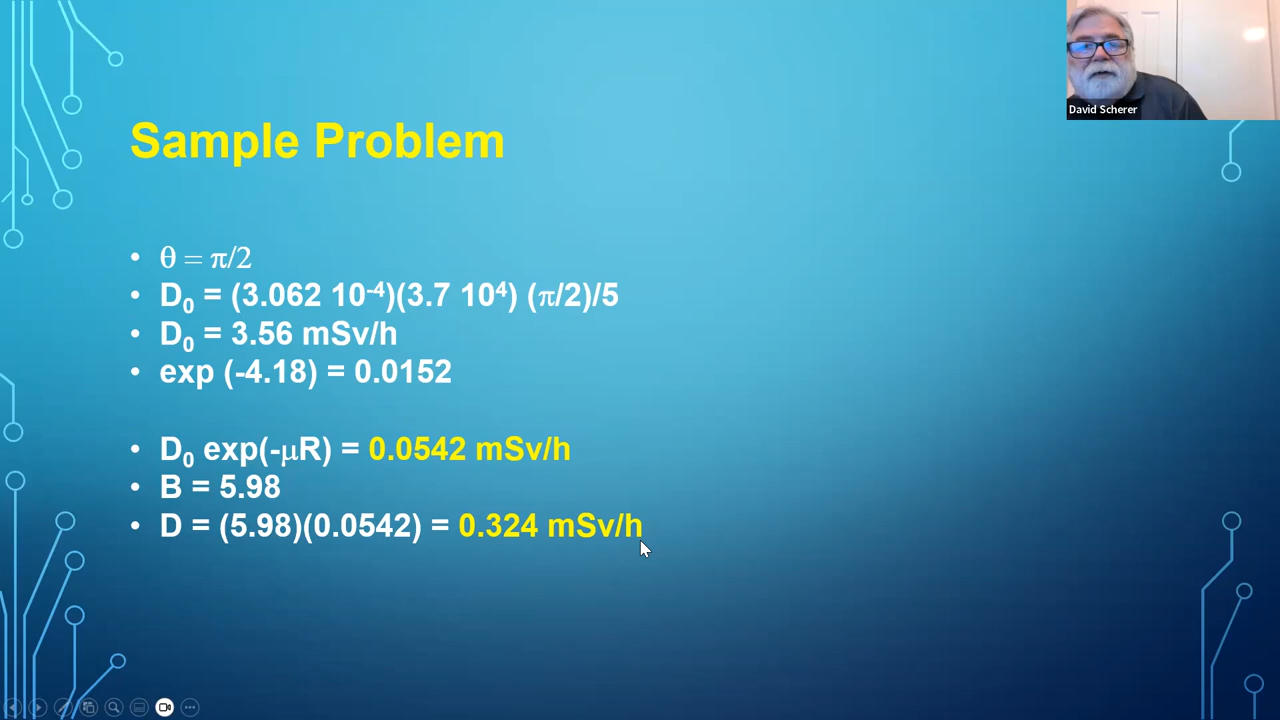 David Scherer
Sample Problem
• θ = π/2
• D₀ = (3.062 10⁻⁴)(3.7 10⁴) (π/2)/5
• D₀ = 3.56 mSv/h
• exp (-4.18) = 0.0152
• D₀ exp(-μR) = 0.0542 mSv/h
• B = 5.98
• D = (5.98)(0.0542) = 0.324 mSv/h